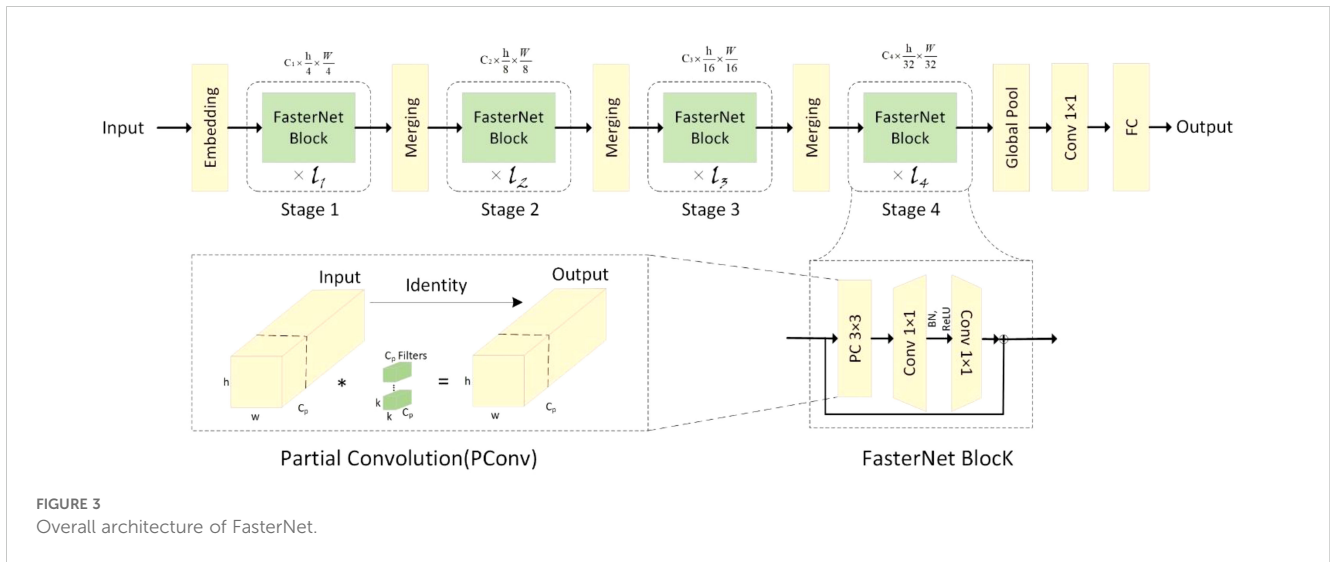 C₁ × h/4 × W/4
C₂ × h/8 × W/8
C₃ × h/16 × W/16
C₄ × h/32 × W/32
Input
Embedding
FasterNet
Block
× l₁
Stage 1
Merging
FasterNet
Block
× l₂
Stage 2
Merging
FasterNet
Block
× l₃
Stage 3
Merging
FasterNet
Block
× l₄
Stage 4
Global Pool
Conv 1×1
FC
Output
Input
Identity
Output
h
w
Cₚ
*
Cₚ Filters
k
k
Cₚ
=
h
w
Cₚ
Partial Convolution(PConv)
PC 3×3
Conv 1×1
BN,
ReLU
Conv 1×1
FasterNet BlocK
FIGURE 3
Overall architecture of FasterNet.